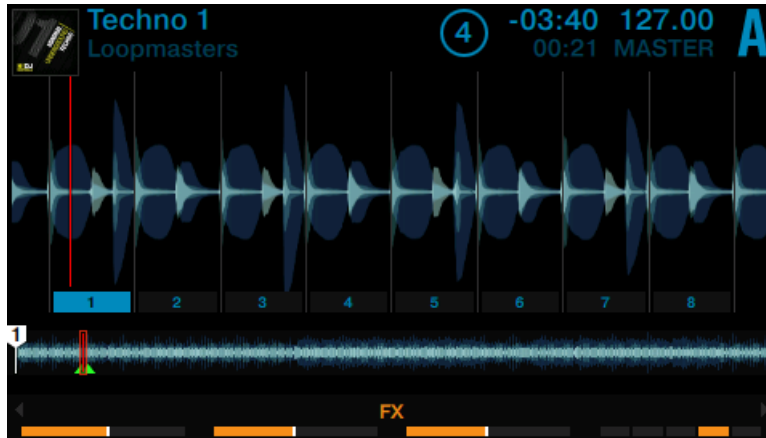 Techno 1
Loopmasters
4
-03:40 127.00
00:21 MASTER
A
1 2 3 4 5 6 7 8
1
FX